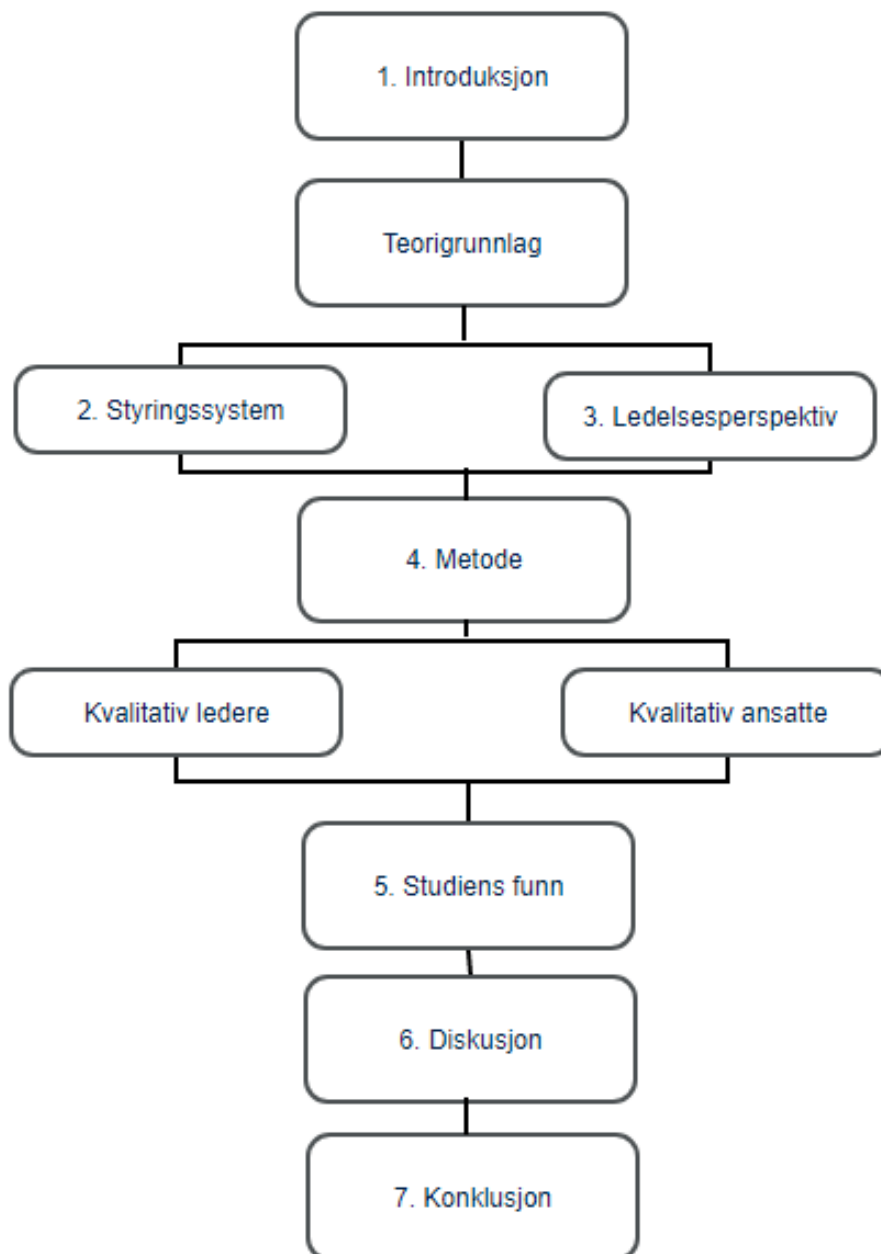 1. Introduksjon
Teorigrunnlag
2. Styringssystem
3. Ledelsesperspektiv
4. Metode
Kvalitativ ledere
Kvalitativ ansatte
5. Studiens funn
6. Diskusjon
7. Konklusjon